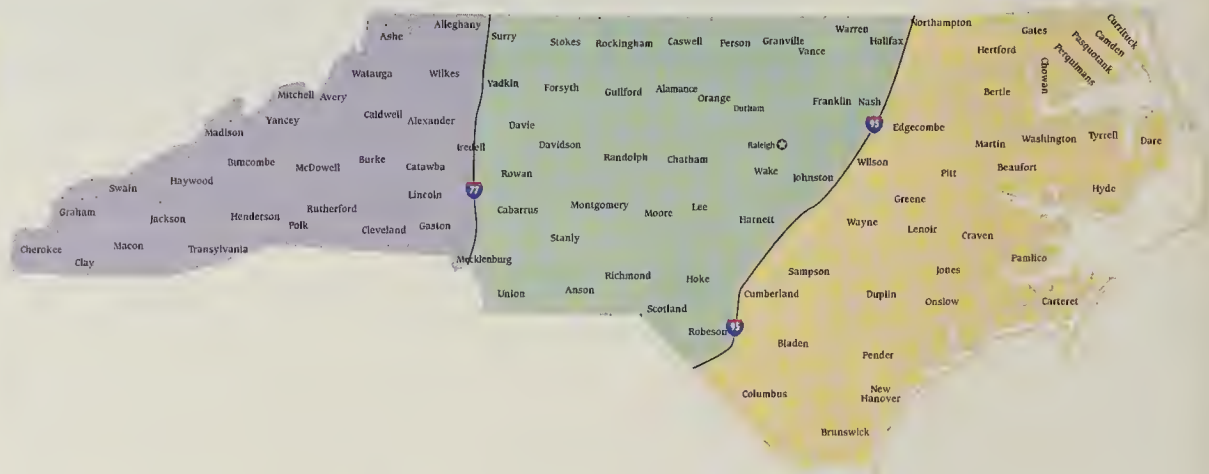 Alleghany
Ashe
Watauga
Wilkes
Mitchell
Avery
Caldwell
Alexander
Yancey
Madison
Buncombe
McDowell
Burke
Catawba
Iredell
Haywood
Swain
Lincoln
77
Graham
Jackson
Henderson
Rutherford
Polk
Cleveland
Gaston
Cherokee
Macon
Transylvania
Clay
Mecklenburg
Surry
Stokes
Rockingham
Caswell
Person
Granville
Vance
Warren
Halifax
Yadkin
Forsyth
Guilford
Alamance
Orange
Durham
Franklin
Nash
95
Davie
Davidson
Randolph
Chatham
Raleigh
Wake
Johnston
Rowan
Cabarrus
Montgomery
Moore
Lee
Harnett
Stanly
Union
Anson
Richmond
Hoke
Scotland
Robeson
95
Northampton
Gates
Currituck
Camden
Pasquotank
Perquimans
Chowan
Hertford
Bertie
Edgecombe
Martin
Washington
Tyrrell
Dare
Wilson
Pitt
Beaufort
Hyde
Greene
Wayne
Lenoir
Craven
Pamlico
Jones
Sampson
Cumberland
Duplin
Onslow
Carteret
Bladen
Pender
Columbus
New
Hanover
Brunswick